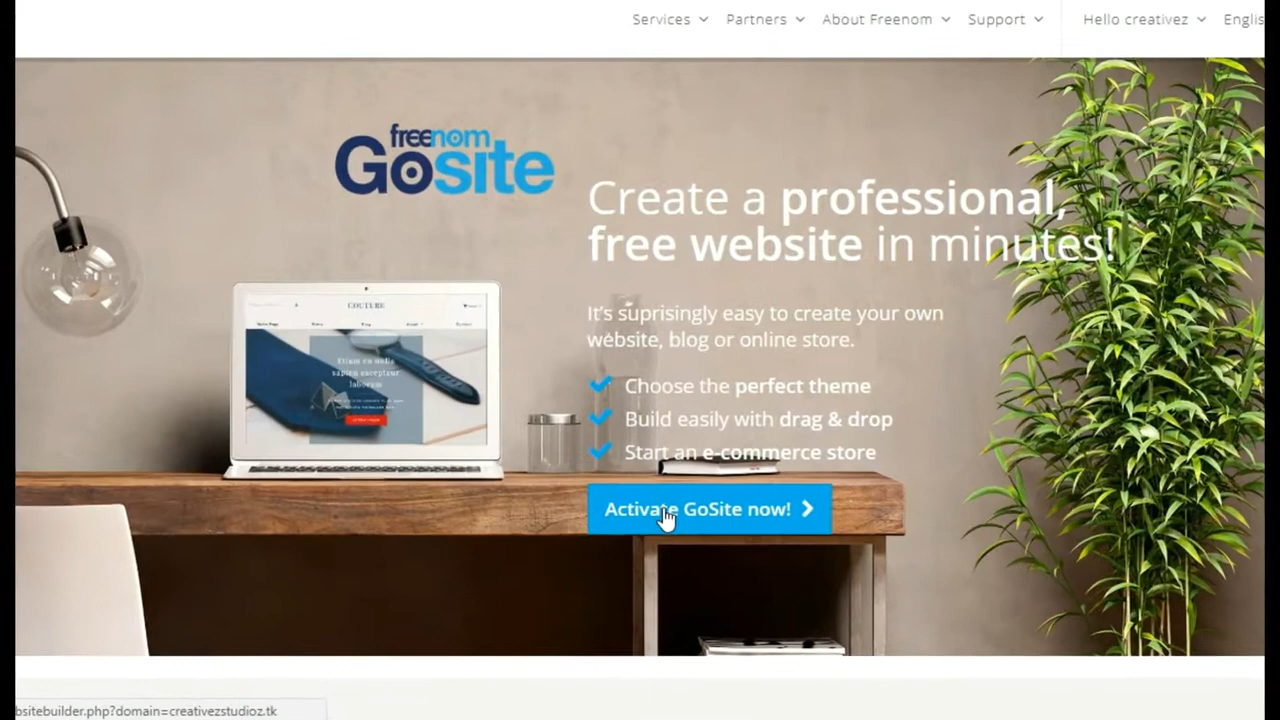 Services Partners About Freenom Support Hello creativez
freenom
GoSite
Create a professional,
free website in minutes!
It's suprisingly easy to create your own
website, blog or online store.
Choose the perfect theme
Build easily with drag & drop
Start an e-commerce store
Activate GoSite now!
COUTURE
bsitebuilder.php?domain=creativezstudioz.tk